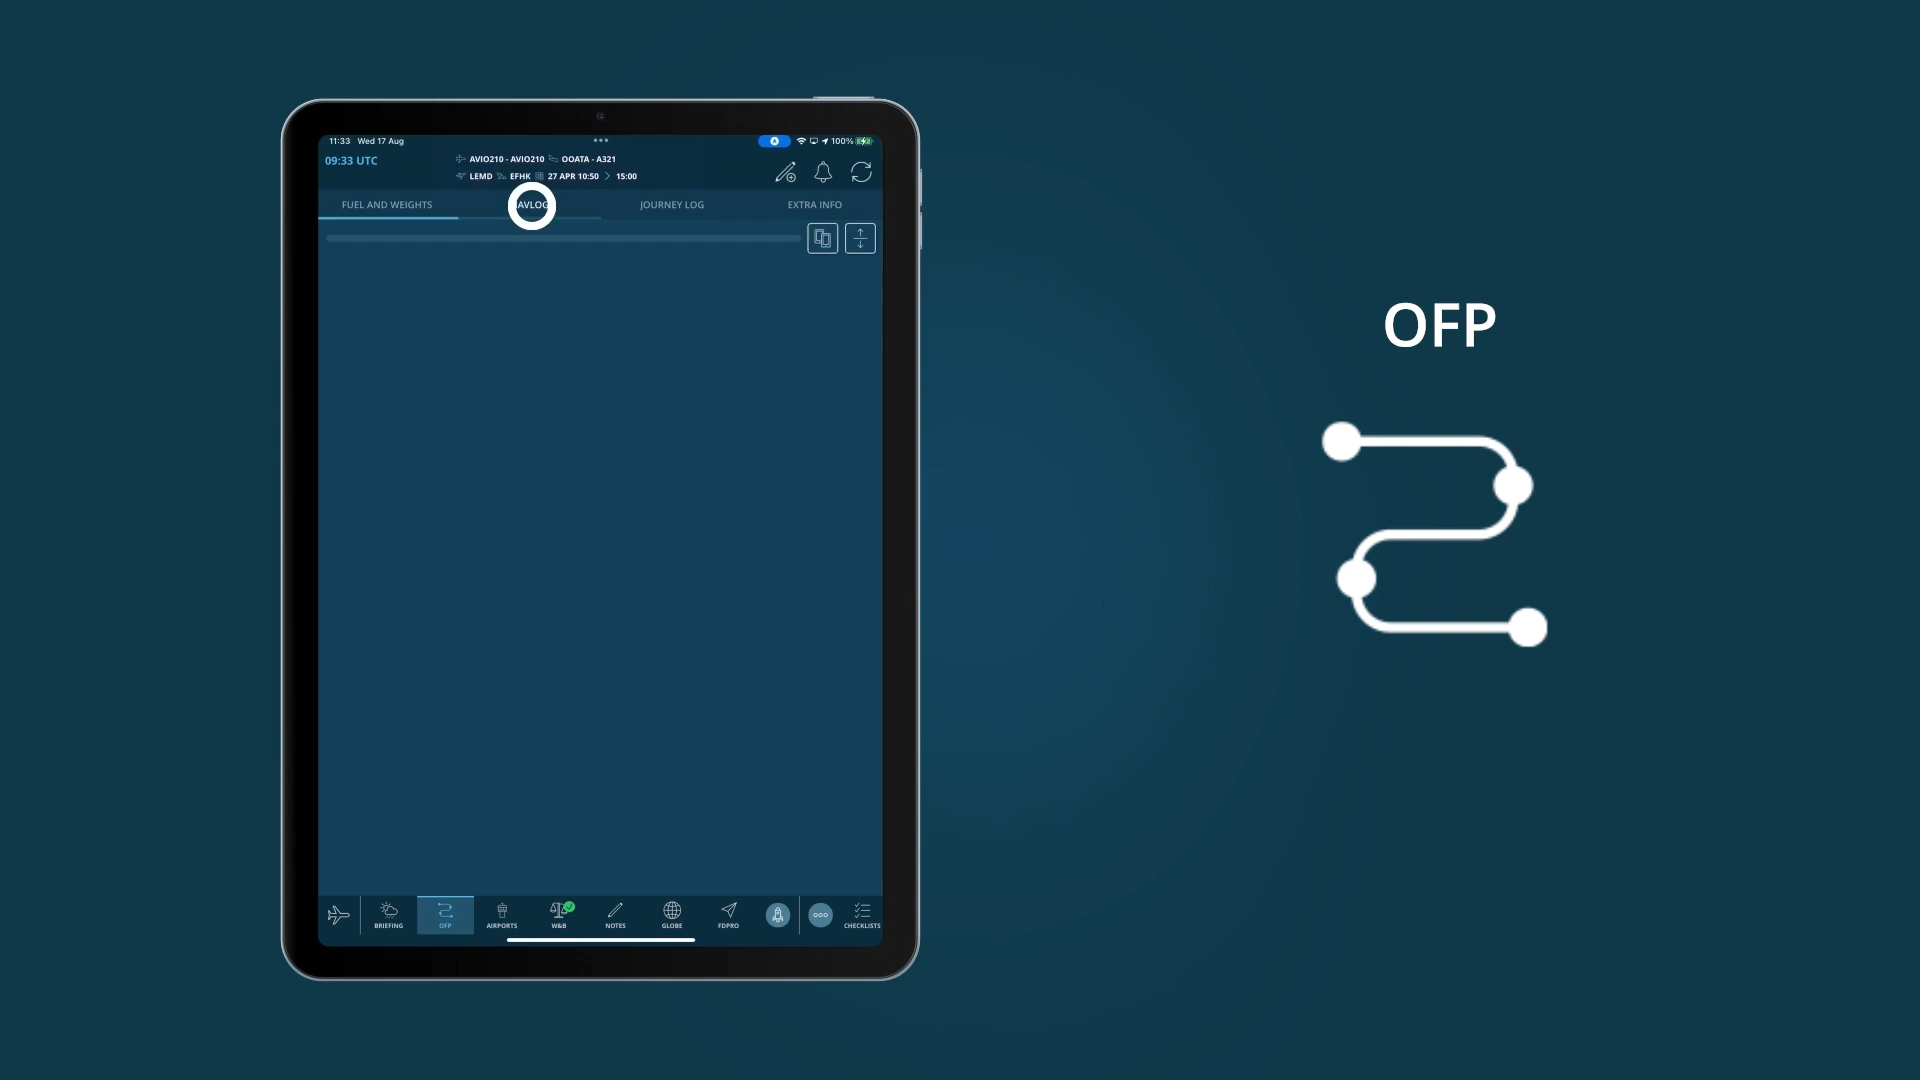 11:33 Wed 17 Aug 100%
09:33 UTC
AVIO210 - AVIO210 OOATA - A321
LEMD EFHK 27 APR 10:50 15:00
FUEL AND WEIGHTS AVLOG JOURNEY LOG EXTRA INFO
OFP
BRIEFING OFP AIRPORTS W&B NOTES GLOBE FDPRO CHECKLISTS